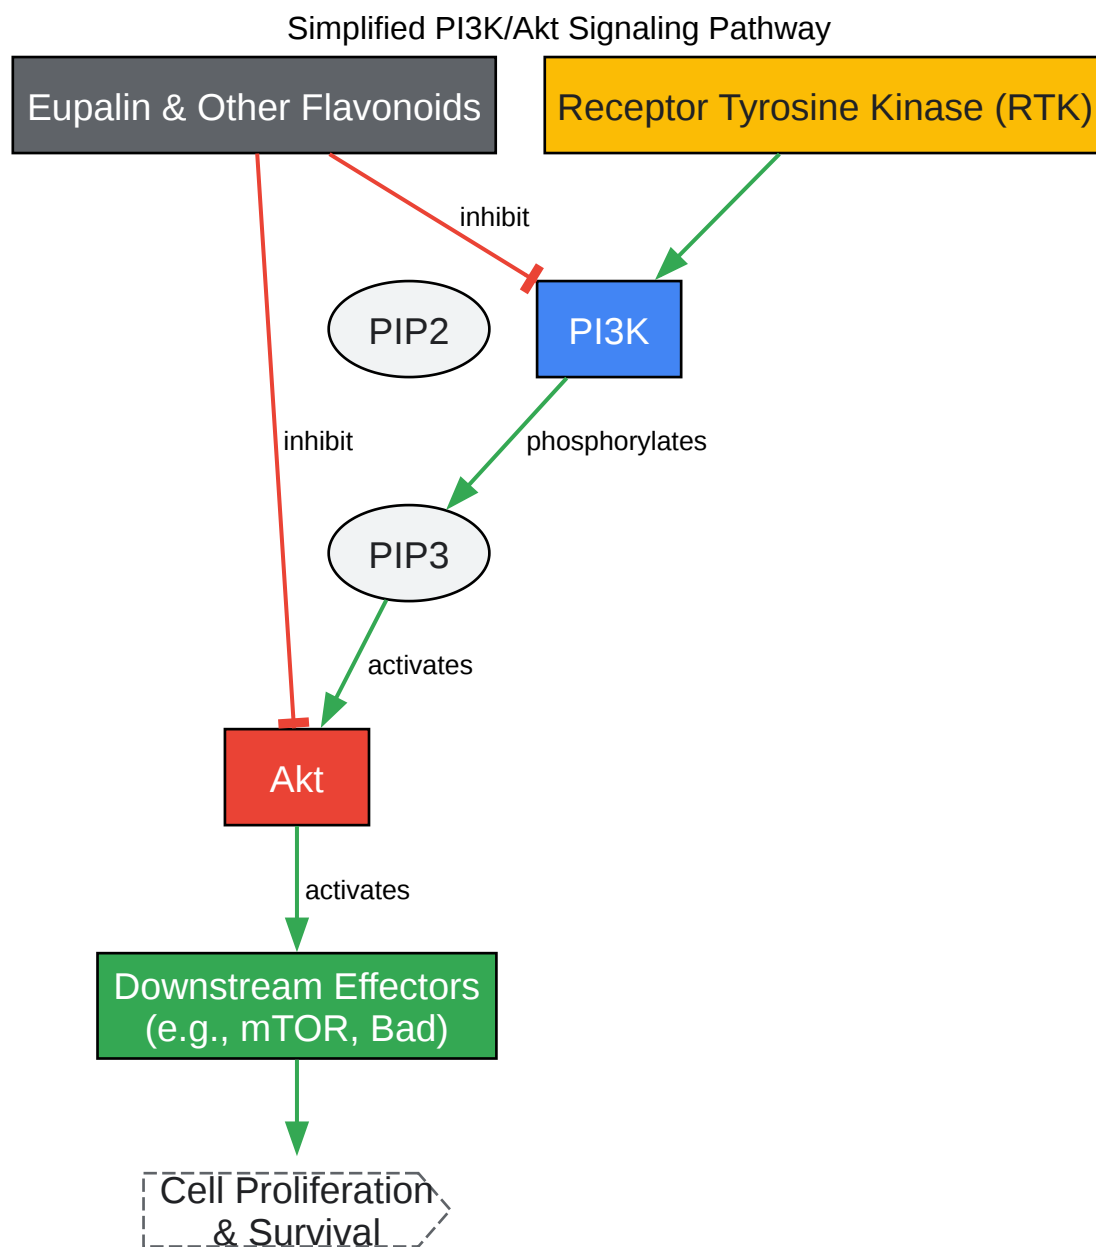 Simplified PI3K/Akt Signaling Pathway
Eupalin & Other Flavonoids
Receptor Tyrosine Kinase (RTK)
inhibit
PIP2
PI3K
inhibit
phosphorylates
PIP3
activates
Akt
activates
Downstream Effectors
(e.g., mTOR, Bad)
Cell Proliferation
& Survival